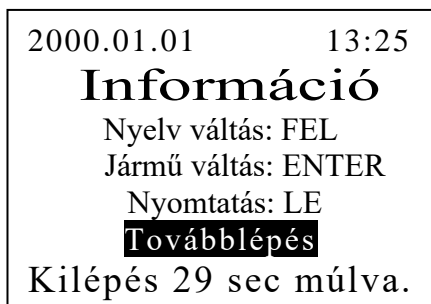 2000.01.01 13:25
Információ
Nyelv váltás: FEL
Jármű váltás: ENTER
Nyomtatás: LE
Továbblépés
Kilépés 29 sec múlva.